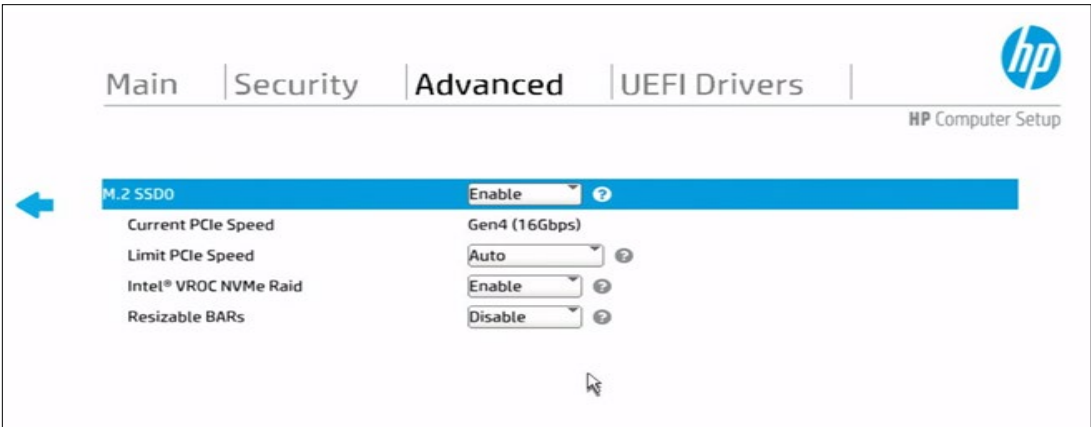 hp
Main Security Advanced UEFI Drivers
HP Computer Setup
M.2 SSD0 Enable ?
Current PCIe Speed Gen4 (16Gbps)
Limit PCIe Speed Auto ?
Intel® VROC NVMe Raid Enable ?
Resizable BARs Disable ?